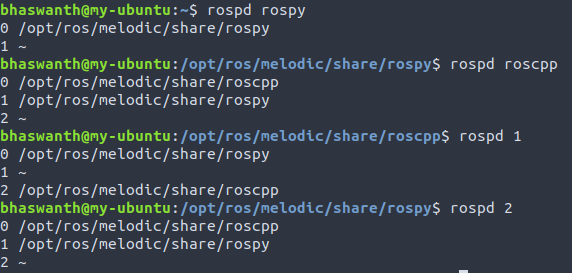 bhaswanth@my-ubuntu:~$ rospd rospy
0 /opt/ros/melodic/share/rospy
1 ~
bhaswanth@my-ubuntu:/opt/ros/melodic/share/rospy$ rospd roscpp
0 /opt/ros/melodic/share/roscpp
1 /opt/ros/melodic/share/rospy
2 ~
bhaswanth@my-ubuntu:/opt/ros/melodic/share/roscpp$ rospd 1
0 /opt/ros/melodic/share/rospy
1 ~
2 /opt/ros/melodic/share/roscpp
bhaswanth@my-ubuntu:/opt/ros/melodic/share/rospy$ rospd 2
0 /opt/ros/melodic/share/roscpp
1 /opt/ros/melodic/share/rospy
2 ~